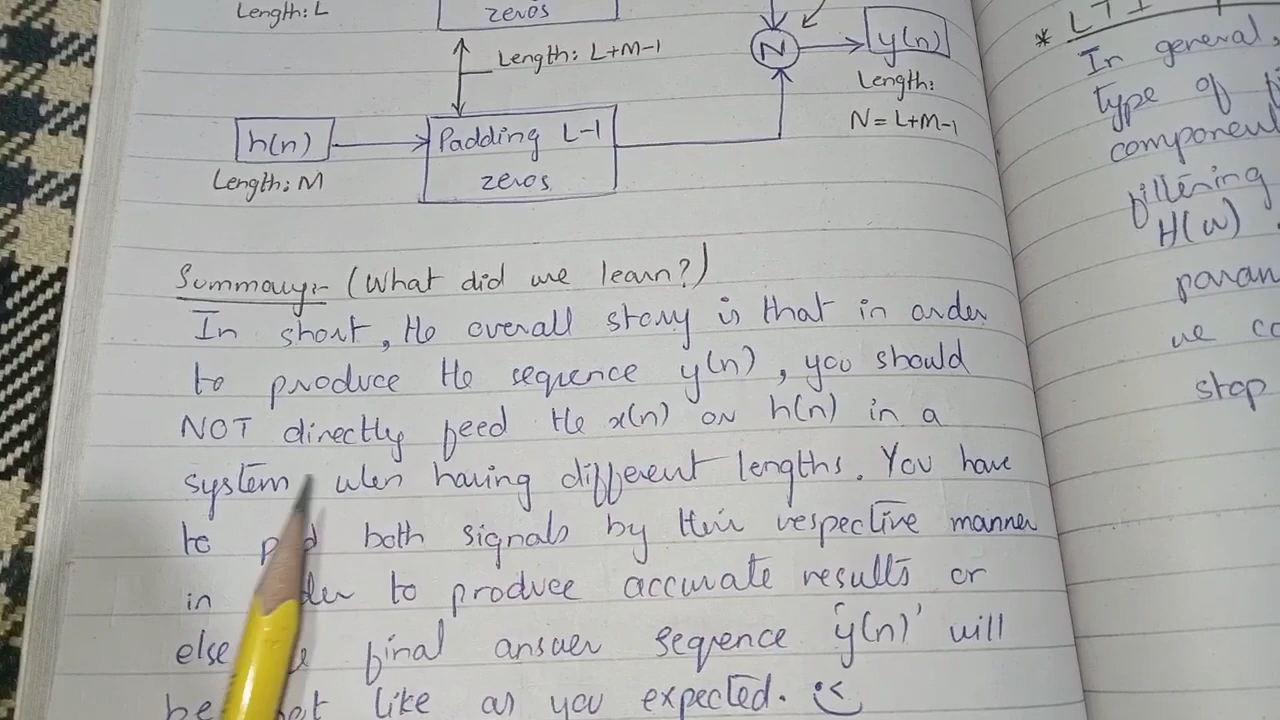 Length: L
zeros
Length: L+M-1
N
y(n)
Length:
N = L+M-1
h(n)
Padding L-1
zeros
Length: M
Summary:- (What did we learn?)
In short, the overall story is that in order
to produce the sequence y(n), you should
NOT directly feed the x(n) or h(n) in a
system when having different lengths. You have
to pad both signals by their respective manner
in to produce accurate results or
else final answer sequence 'y(n)' will
be like as you expected.
* LTI
In general,
type of
component
filtering
H(w)
we
stop